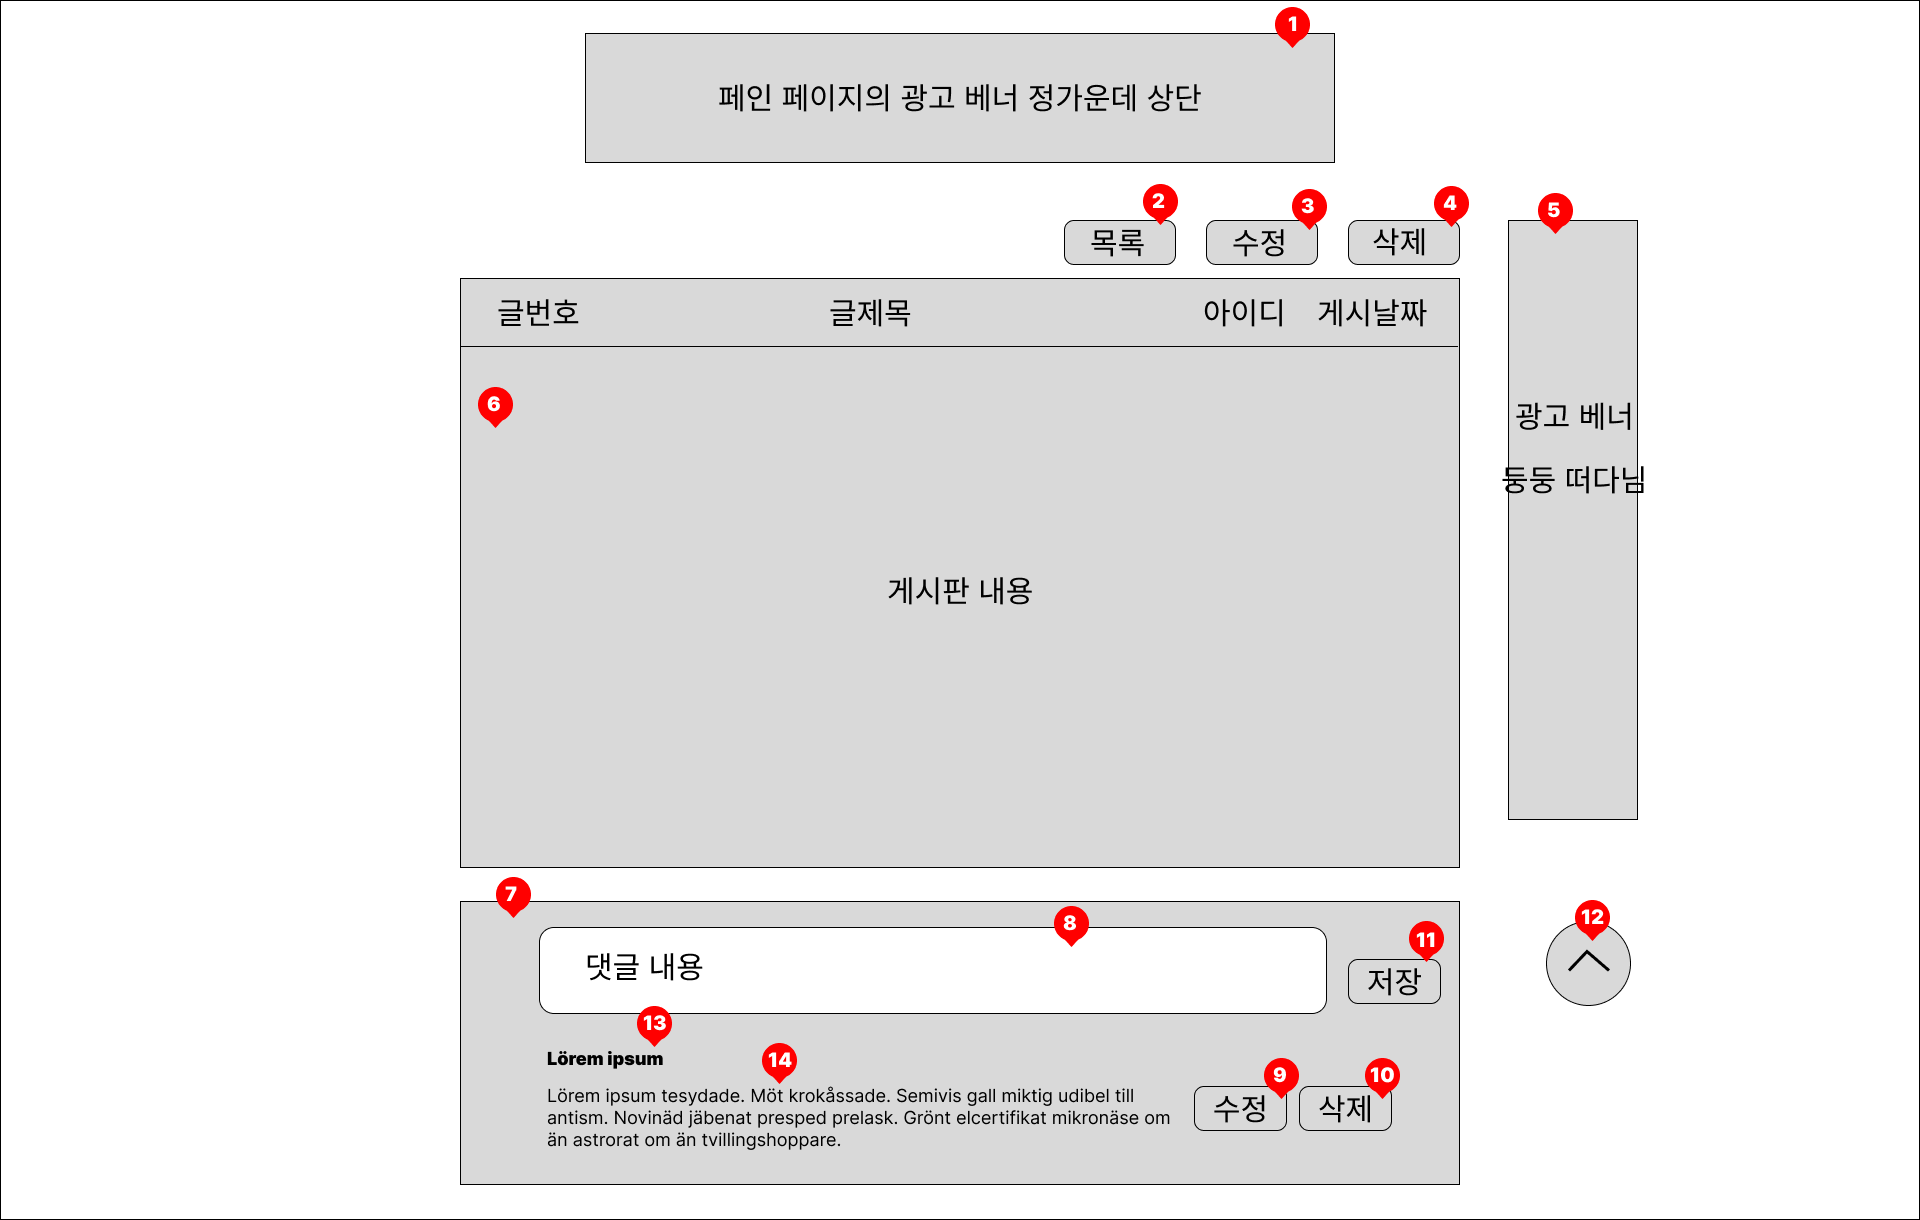 1
페인 페이지의 광고 베너 정가운데 상단
2
3
4
5
목록
수정
삭제
글번호
글제목
아이디
게시날짜
6
광고 베너
둥둥 떠다님
게시판 내용
7
8
11
12
댓글 내용
저장
13
Lörem ipsum
14
9
10
Lörem ipsum tesydade. Möt krokåssade. Semivis gall miktig udibel till
antism. Novinäd jäbenat presped prelask. Grönt elcertifikat mikronäse om
än astrorat om än tvillingshoppare.
수정
삭제